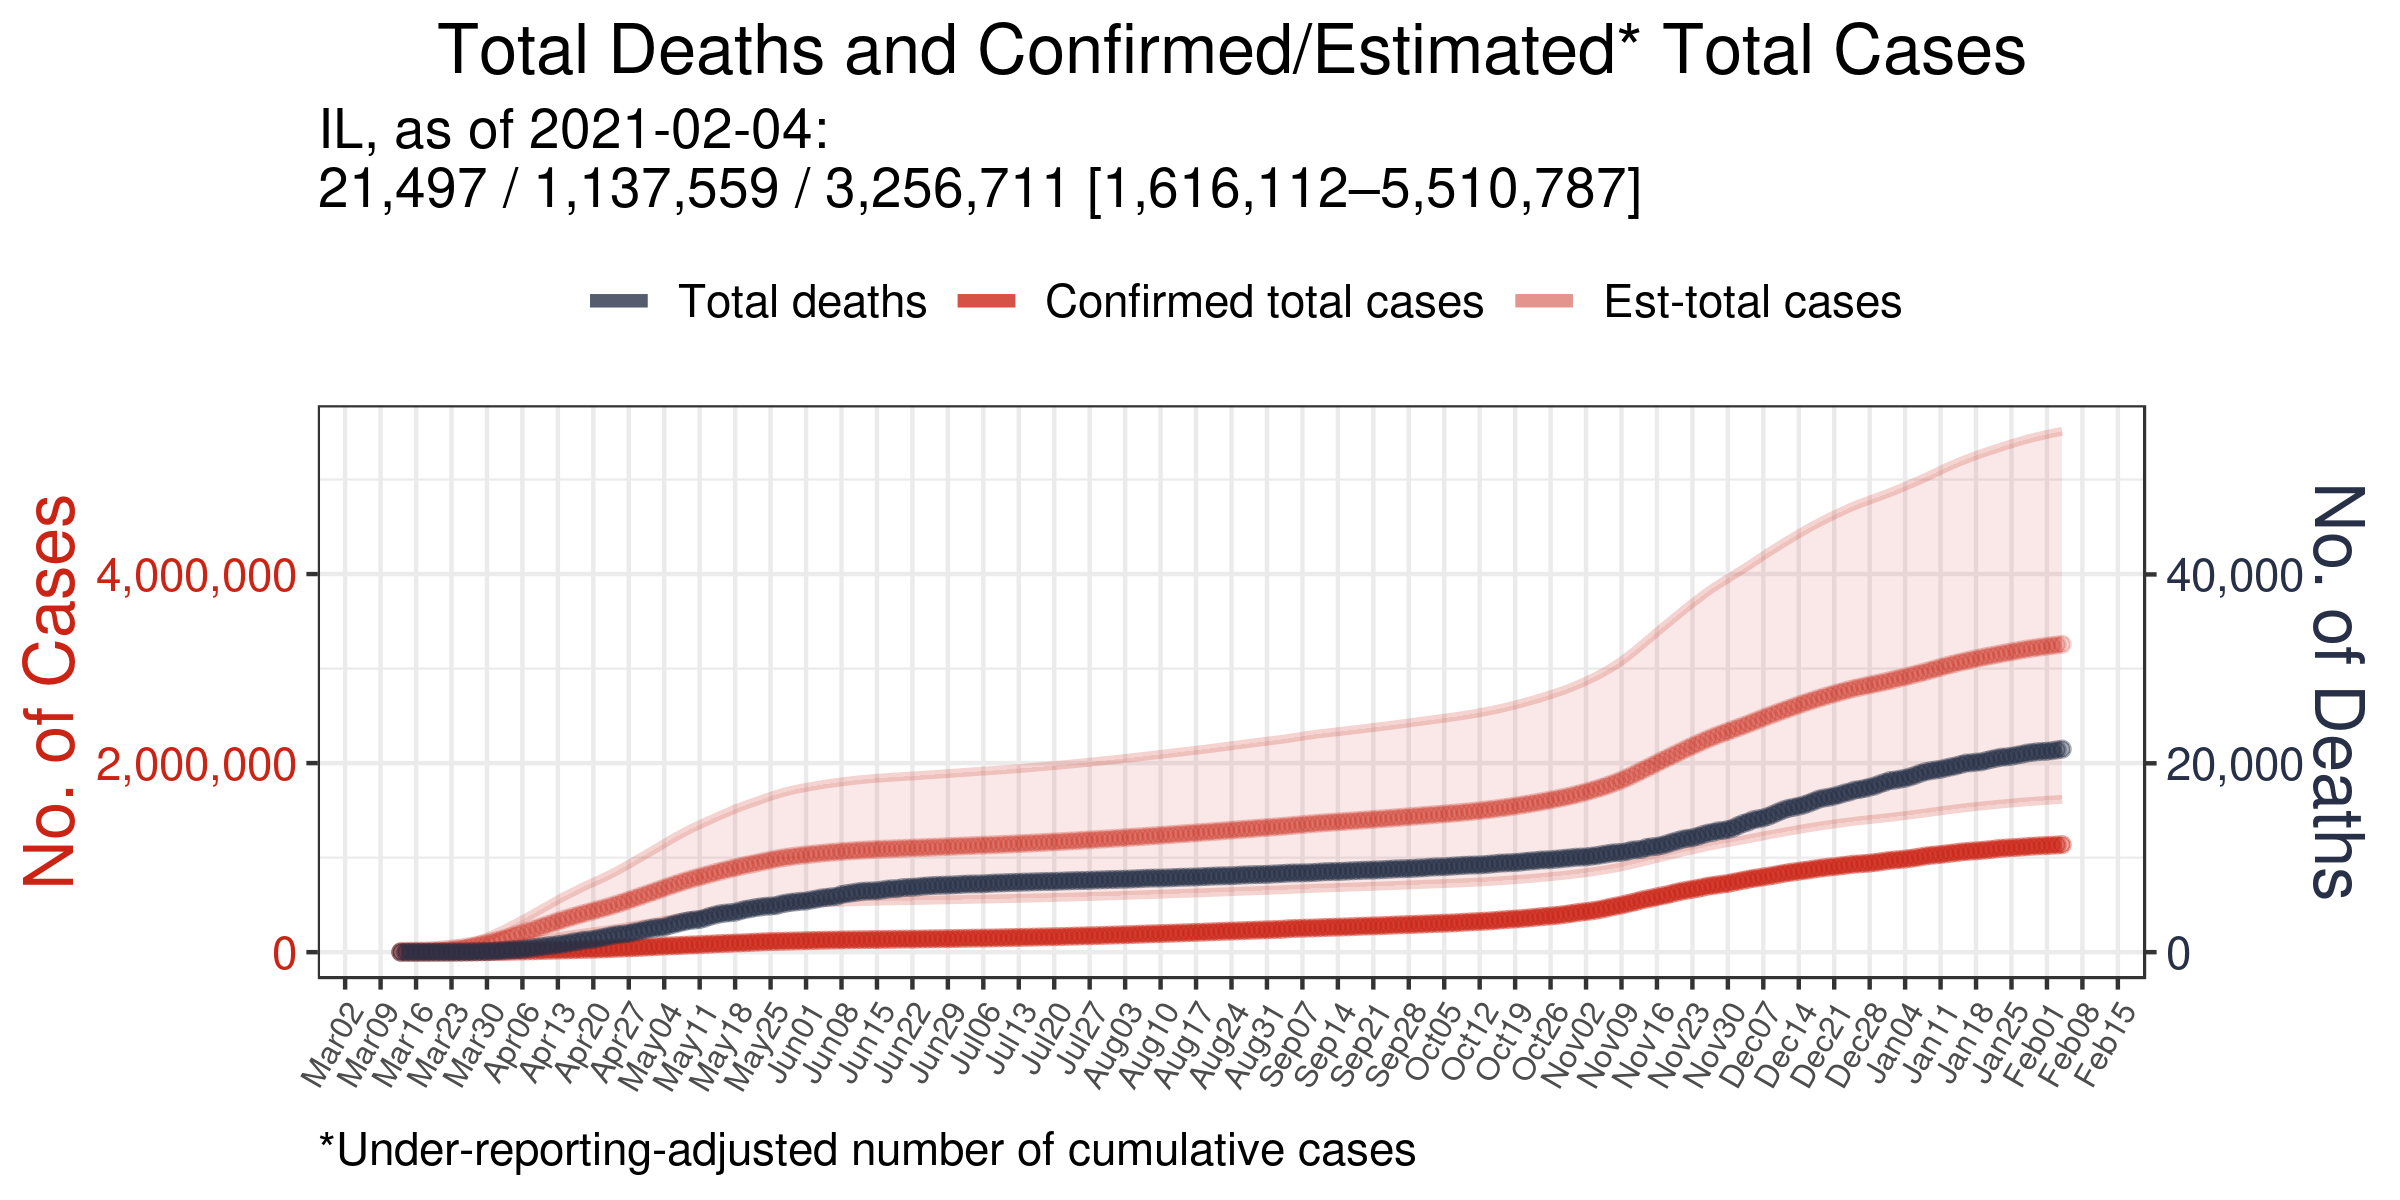 Total Deaths and Confirmed/Estimated* Total Cases
IL, as of 2021-02-04:
21,497 / 1,137,559 / 3,256,711 [1,616,112–5,510,787]
Total deaths
Confirmed total cases
Est-total cases
No. of Cases
4,000,000
2,000,000
0
40,000
20,000
0
No. of Deaths
Mar02
Mar09
Mar16
Mar23
Mar30
Apr06
Apr13
Apr20
Apr27
May04
May11
May18
May25
Jun01
Jun08
Jun15
Jun22
Jun29
Jul06
Jul13
Jul20
Jul27
Aug03
Aug10
Aug17
Aug24
Aug31
Sep07
Sep14
Sep21
Sep28
Oct05
Oct12
Oct19
Oct26
Nov02
Nov09
Nov16
Nov23
Nov30
Dec07
Dec14
Dec21
Dec28
Jan04
Jan11
Jan18
Jan25
Feb01
Feb08
Feb15
*Under-reporting-adjusted number of cumulative cases